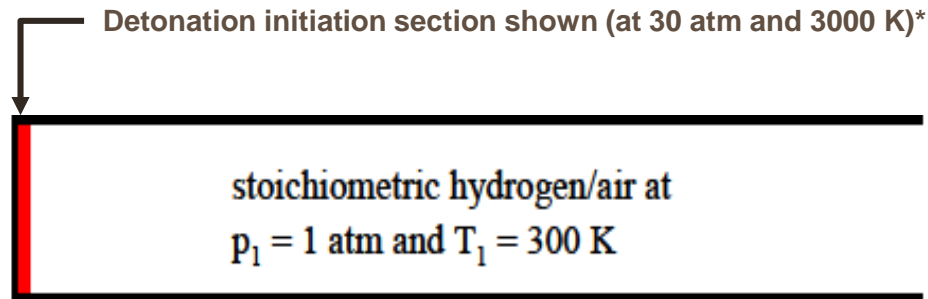 Detonation initiation section shown (at 30 atm and 3000 K)*
stoichiometric hydrogen/air at
p₁ = 1 atm and T₁ = 300 K